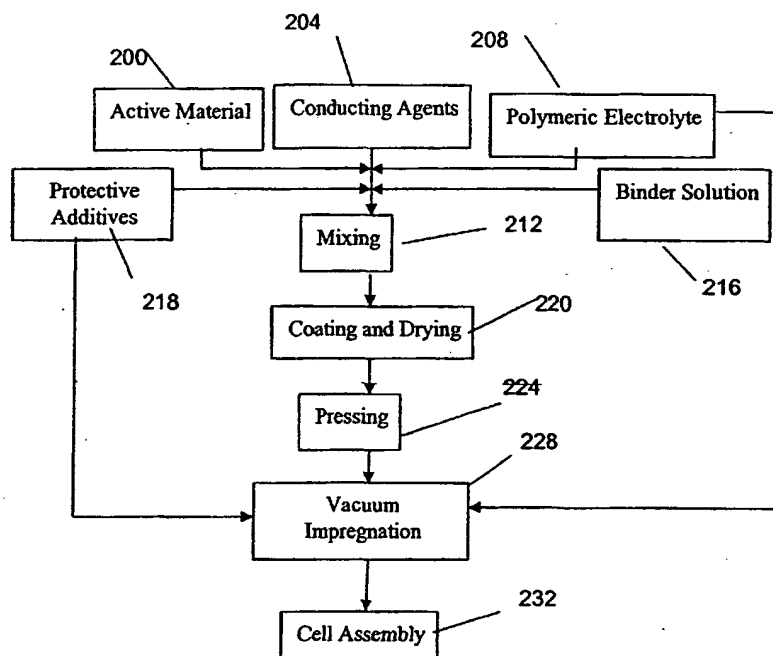 204
200
208
Active Material
Conducting Agents
Polymeric Electrolyte
Protective
Additives
Binder Solution
Mixing
212
218
216
Coating and Drying
220
Pressing
224
228
Vacuum
Impregnation
232
Cell Assembly